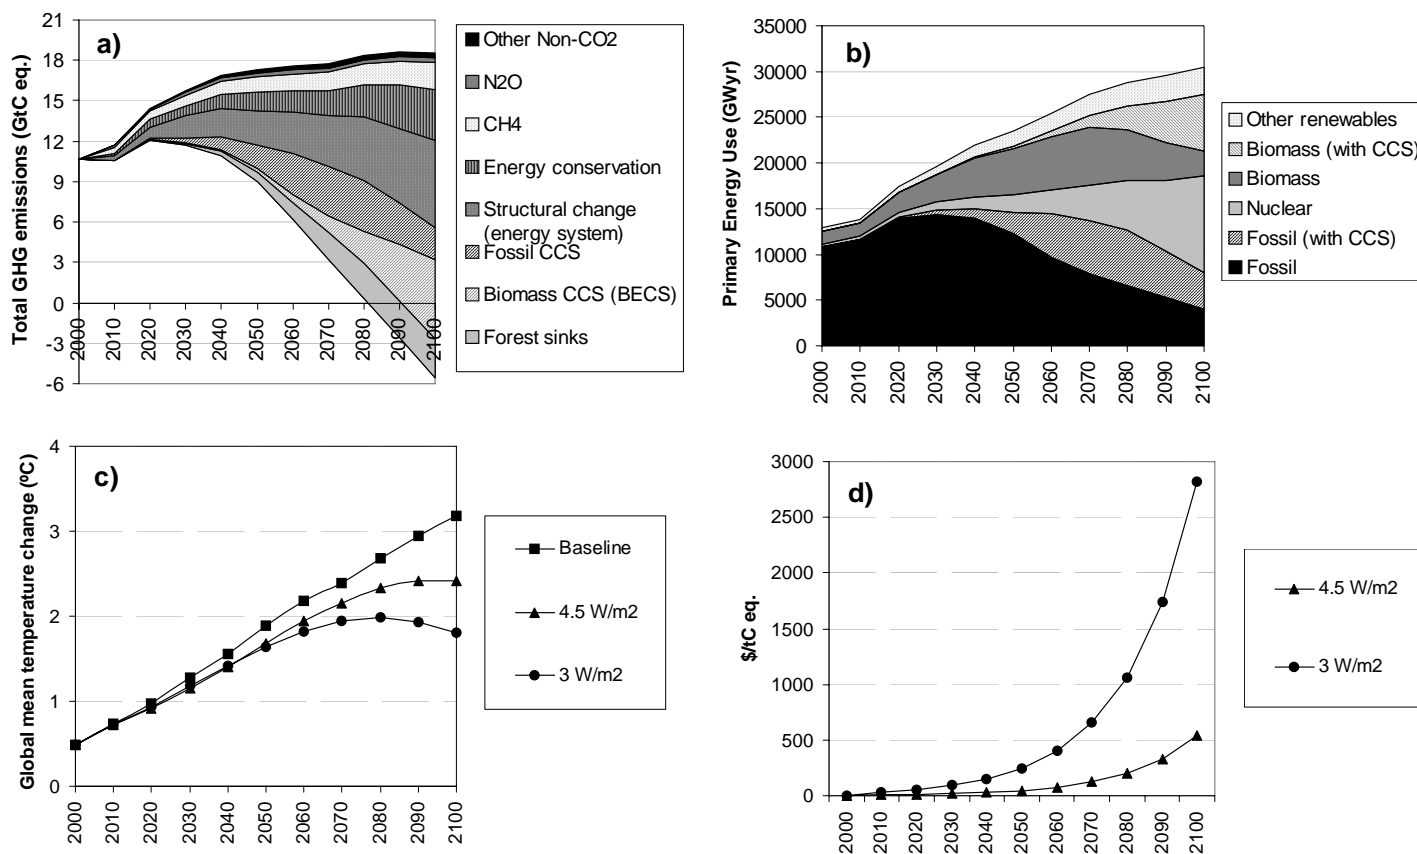 a)
Total GHG emissions (GtC eq.)
21
18
15
12
9
6
3
0
-3
-6
2000
2010
2020
2030
2040
2050
2060
2070
2080
2090
2100
Other Non-CO2
N2O
CH4
Energy conservation
Structural change
(energy system)
Fossil CCS
Biomass CCS (BECS)
Forest sinks
b)
Primary Energy Use (GWyr)
35000
30000
25000
20000
15000
10000
5000
0
2000
2010
2020
2030
2040
2050
2060
2070
2080
2090
2100
Other renewables
Biomass (with CCS)
Biomass
Nuclear
Fossil (with CCS)
Fossil
c)
Global mean temperature change (ºC)
4
3
2
1
0
2000
2010
2020
2030
2040
2050
2060
2070
2080
2090
2100
Baseline
4.5 W/m2
3 W/m2
d)
$/tC eq.
3000
2500
2000
1500
1000
500
0
2000
2010
2020
2030
2040
2050
2060
2070
2080
2090
2100
4.5 W/m2
3 W/m2